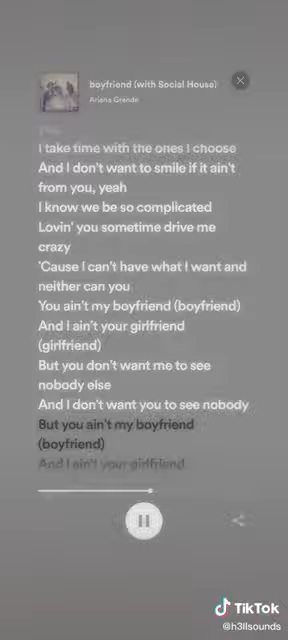 boyfriend (with Social House)
Ariana Grande
I take time with the ones I choose
And I don't want to smile if it ain't
from you, yeah
I know we be so complicated
Lovin' you sometime drive me
crazy
'Cause I can't have what I want and
neither can you
You ain't my boyfriend (boyfriend)
And I ain't your girlfriend
(girlfriend)
But you don't want me to see
nobody else
And I don't want you to see nobody
But you ain't my boyfriend
(boyfriend)
And I ain't your girlfriend
TikTok
@h3llsounds